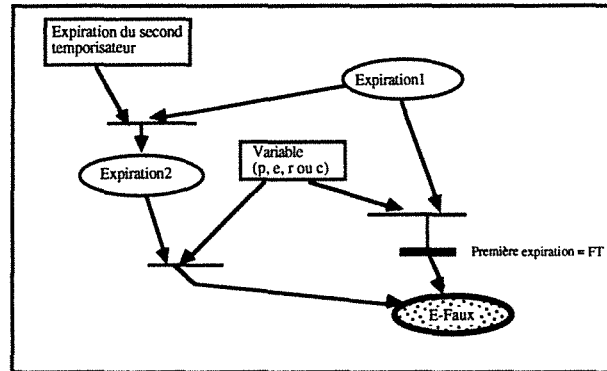 Expiration du second
temporisateur
Expiration1
Variable
(p, e, r ou c)
Expiration2
Première expiration = FT
E-Faux